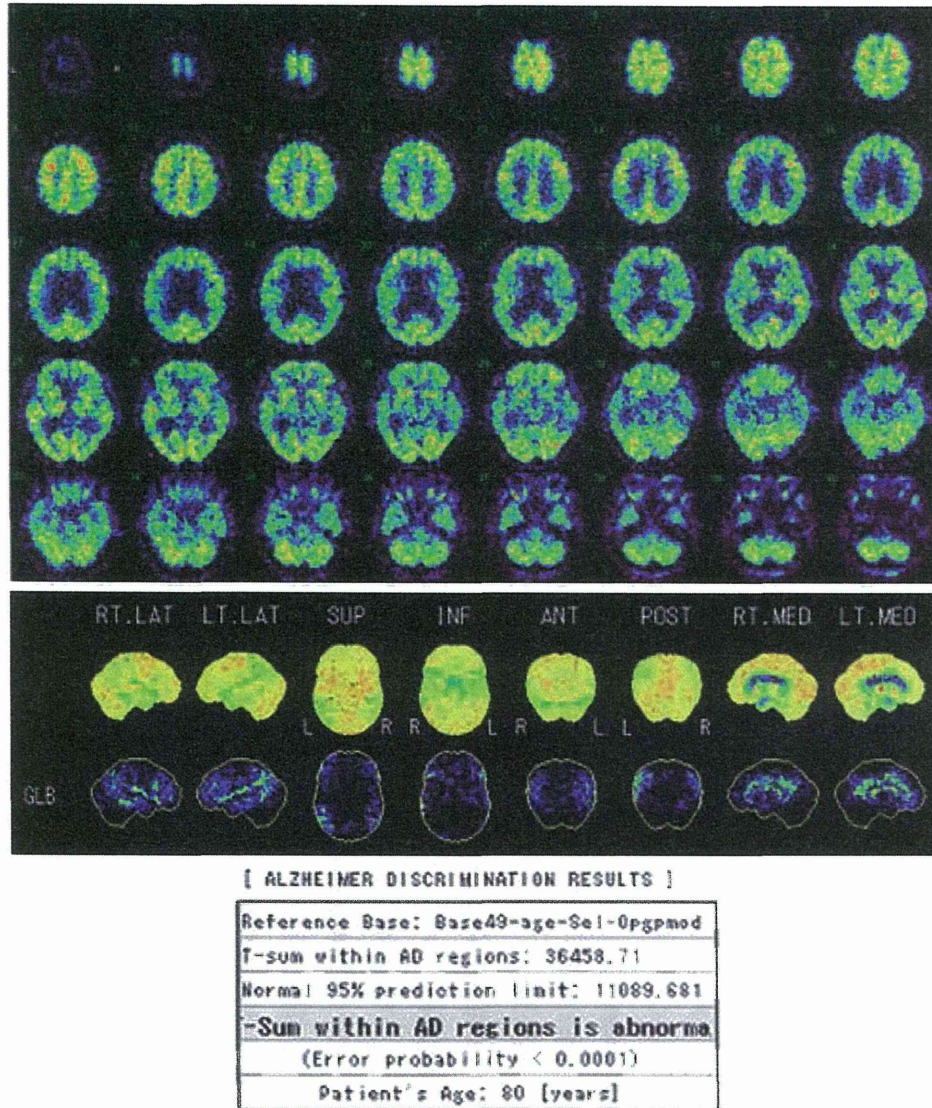 RT.LAT LT.LAT SUP INF ANT POST RT.MED LT.MED
L R R L R L L R
GLB
[ ALZHEIMER DISCRIMINATION RESULTS ]
Reference Base: Base49-age-Sel-0pgpmod
T-sum within AD regions: 36458.71
Normal 95% prediction limit: 11089.681
-Sum within AD regions is abnorma
(Error probability < 0.0001)
Patient's Age: 80 [years]